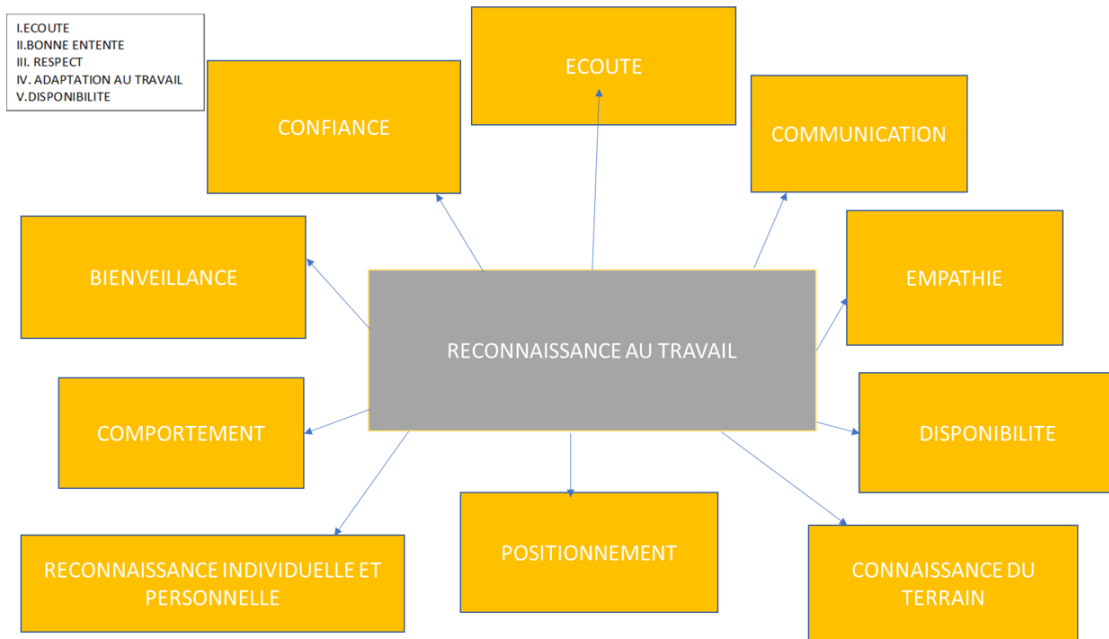 I.ECOUTE
II.BONNE ENTENTE
III. RESPECT
IV. ADAPTATION AU TRAVAIL
V.DISPONIBILITE
ECOUTE
CONFIANCE
COMMUNICATION
BIENVEILLANCE
EMPATHIE
RECONNAISSANCE AU TRAVAIL
COMPORTEMENT
DISPONIBILITE
RECONNAISSANCE INDIVIDUELLE ET
PERSONNELLE
POSITIONNEMENT
CONNAISSANCE DU
TERRAIN